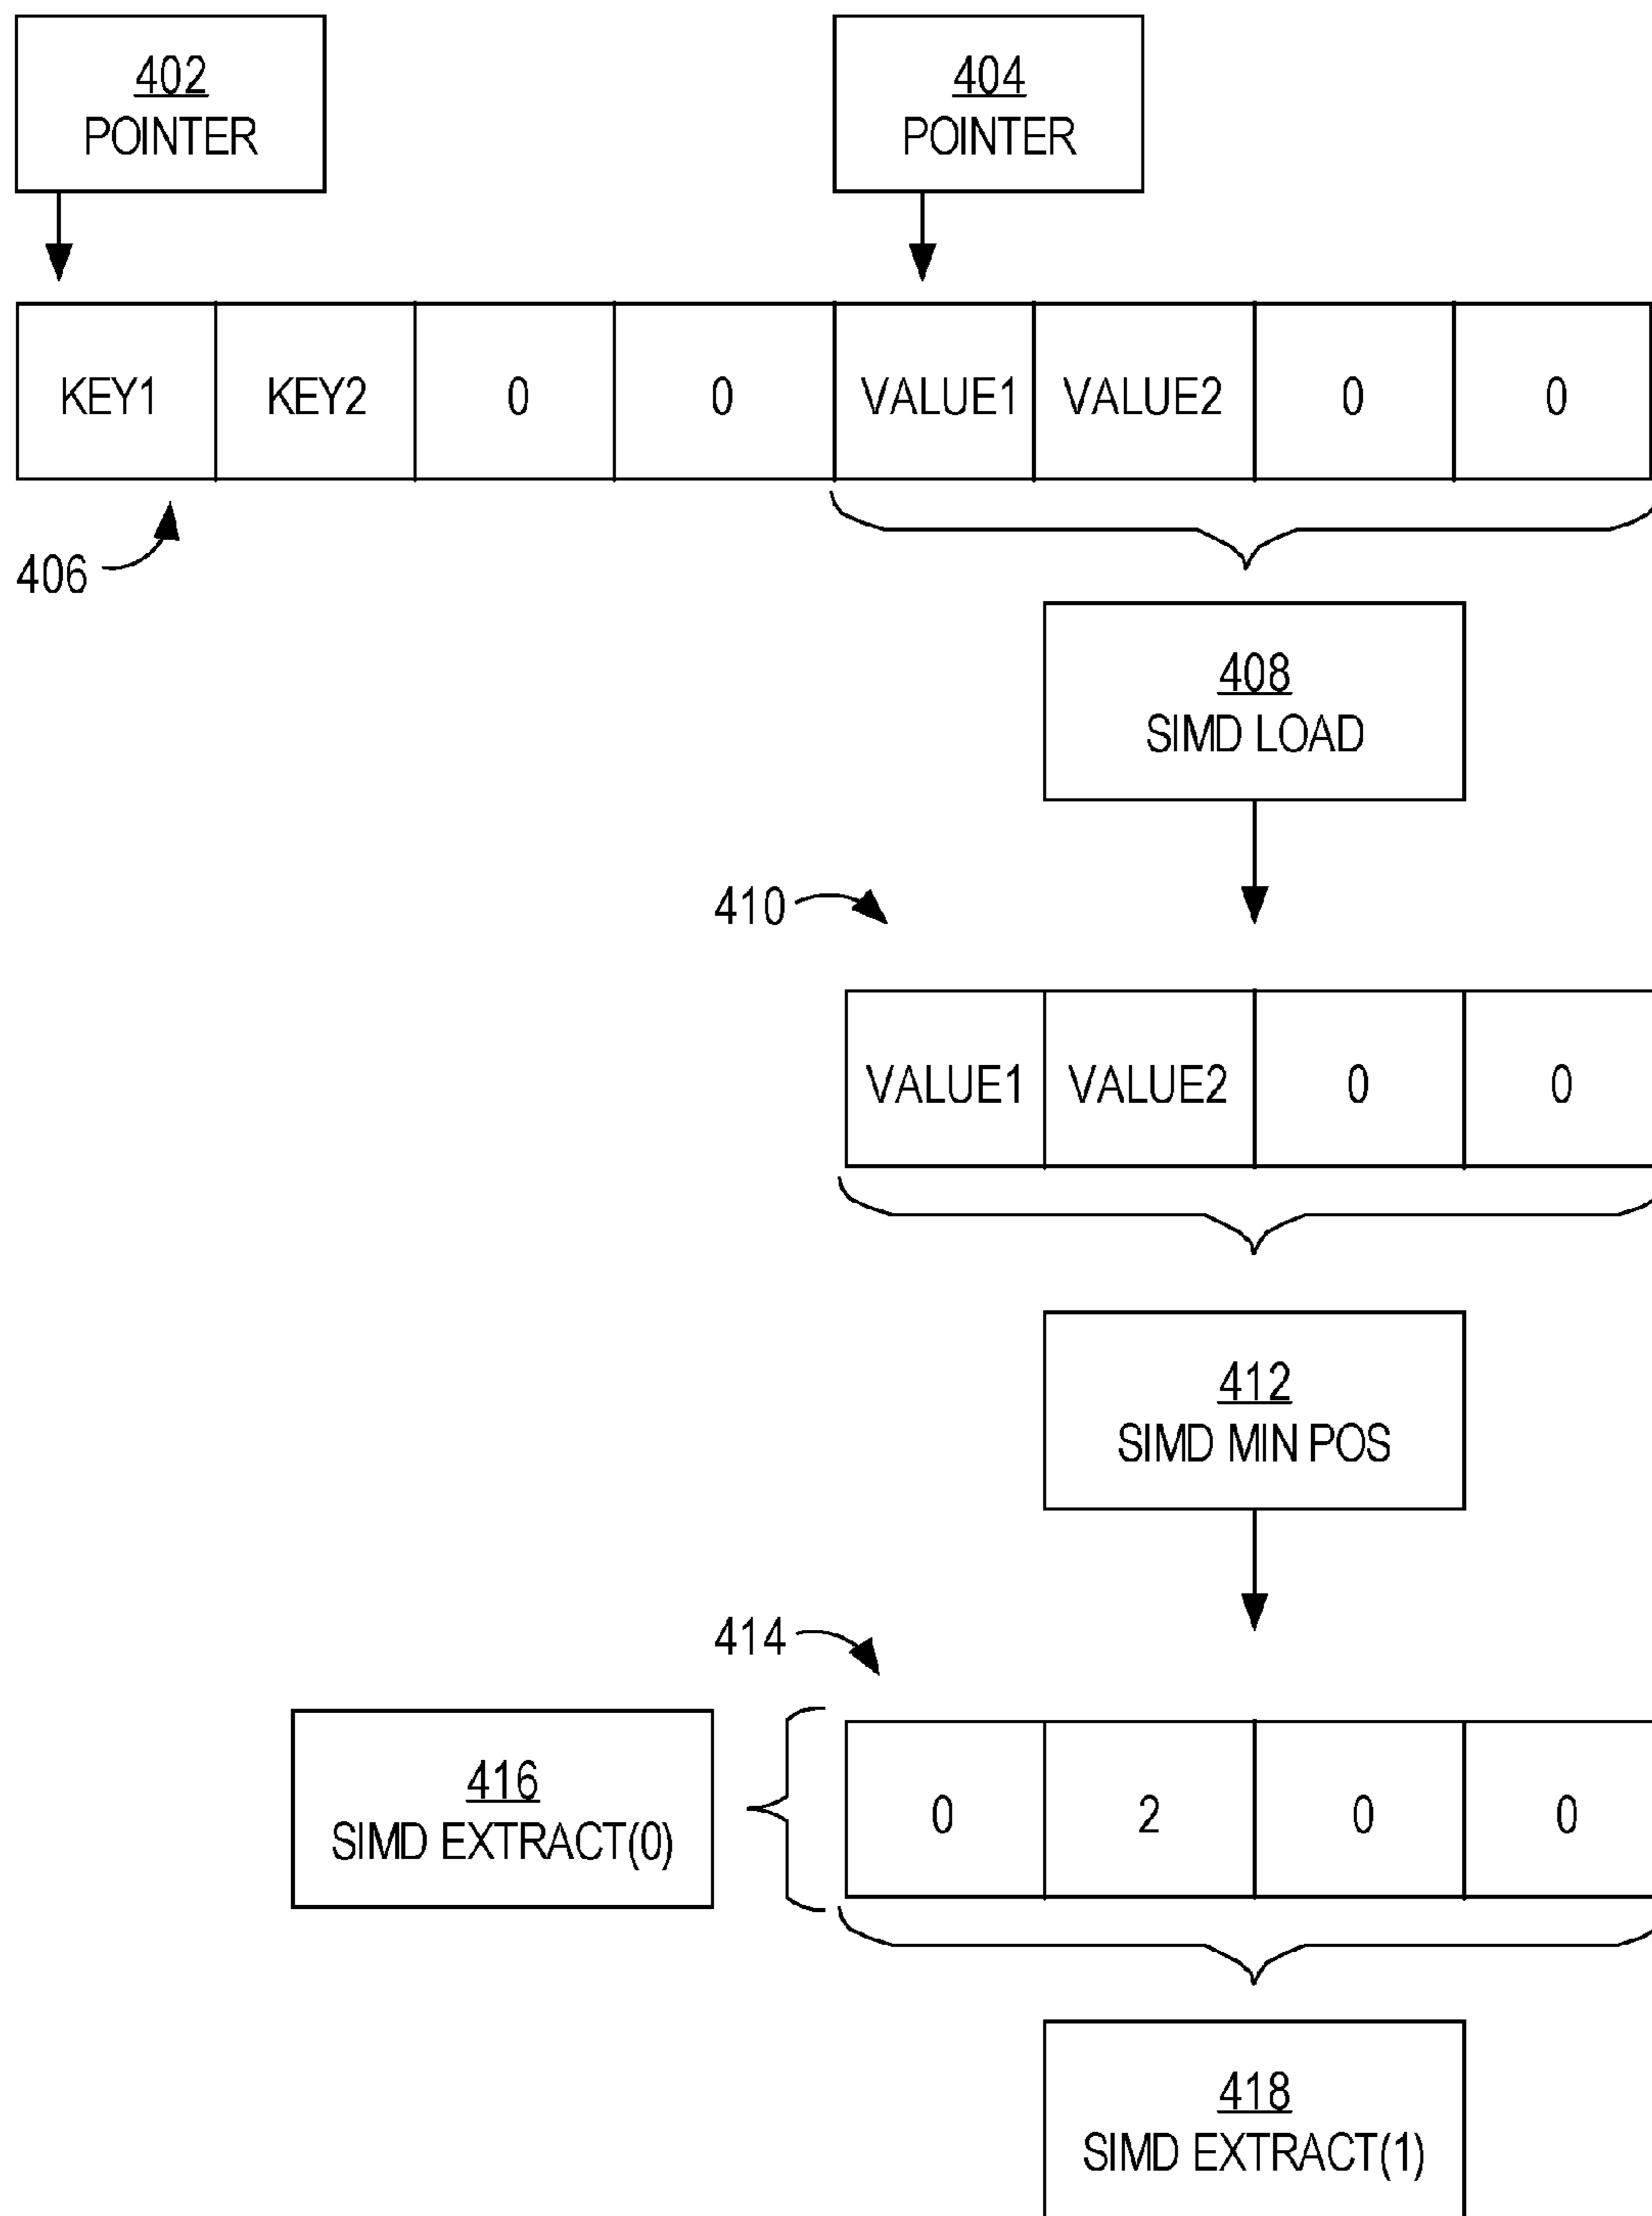 402
POINTER
404
POINTER
KEY1 KEY2 0 0 VALUE1 VALUE2 0 0
406
408
SIMD LOAD
410
VALUE1 VALUE2 0 0
412
SIMD MIN POS
414
416
SIMD EXTRACT(0)
0 2 0 0
418
SIMD EXTRACT(1)